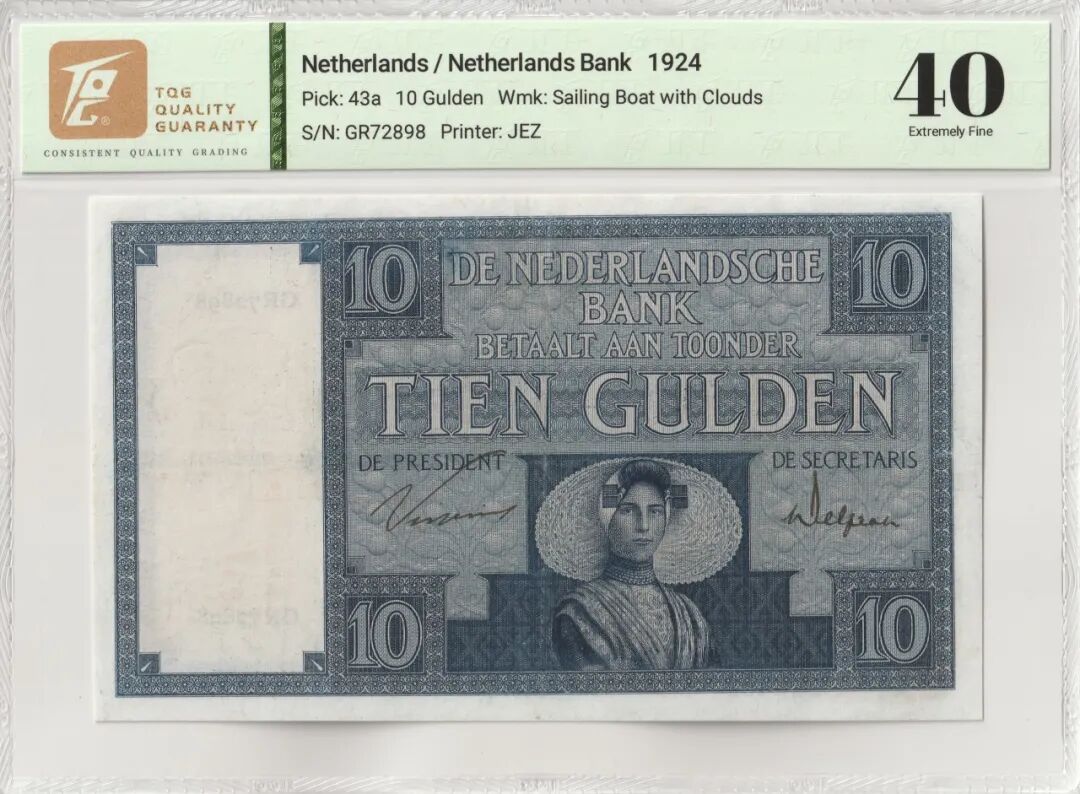 TQG
QUALITY
GUARANTY
CONSISTENT QUALITY GRADING
Netherlands / Netherlands Bank 1924
Pick: 43a 10 Gulden Wmk: Sailing Boat with Clouds
S/N: GR72898 Printer: JEZ
40
Extremely Fine
10
DE NEDERLANDSCHE
BANK
10
BETAALT AAN TOONDER
TIEN GULDEN
DE PRESIDENT
DE SECRETARIS
10
10